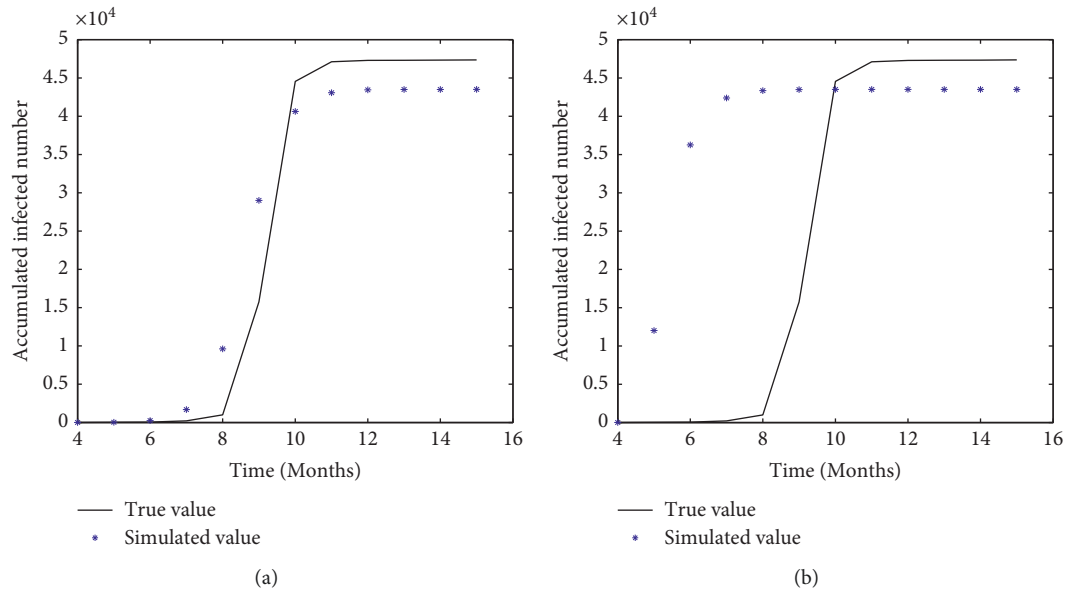 ×10⁴
5
4.5
4
3.5
3
2.5
2
1.5
1
0.5
0
Accumulated infected number
4 6 8 10 12 14 16
Time (Months)
True value
Simulated value
(a)
×10⁴
5
4.5
4
3.5
3
2.5
2
1.5
1
0.5
0
Accumulated infected number
4 6 8 10 12 14 16
Time (Months)
True value
Simulated value
(b)